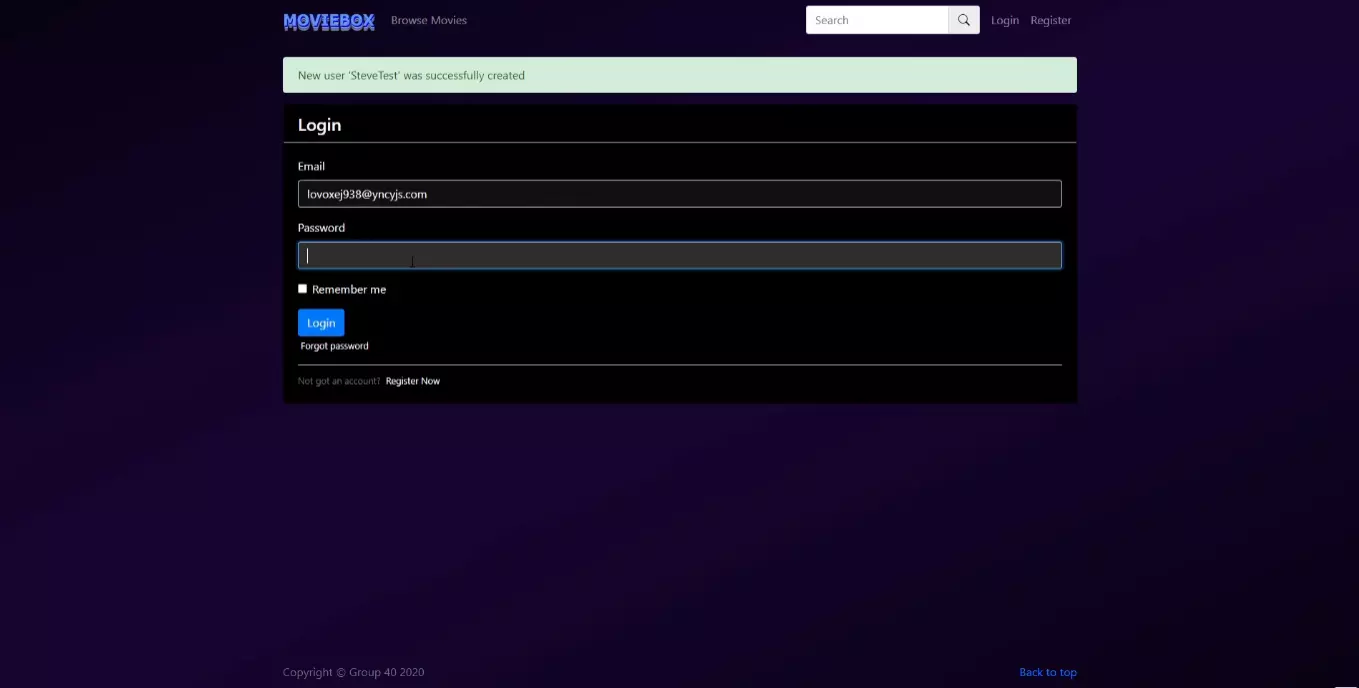 MOVIEBOX Browse Movies Search Login Register
New user 'SteveTest' was successfully created
Login
Email
lovoxej938@yncyjs.com
Password
Remember me
Login
Forgot password
Not got an account? Register Now
Copyright © Group 40 2020 Back to top